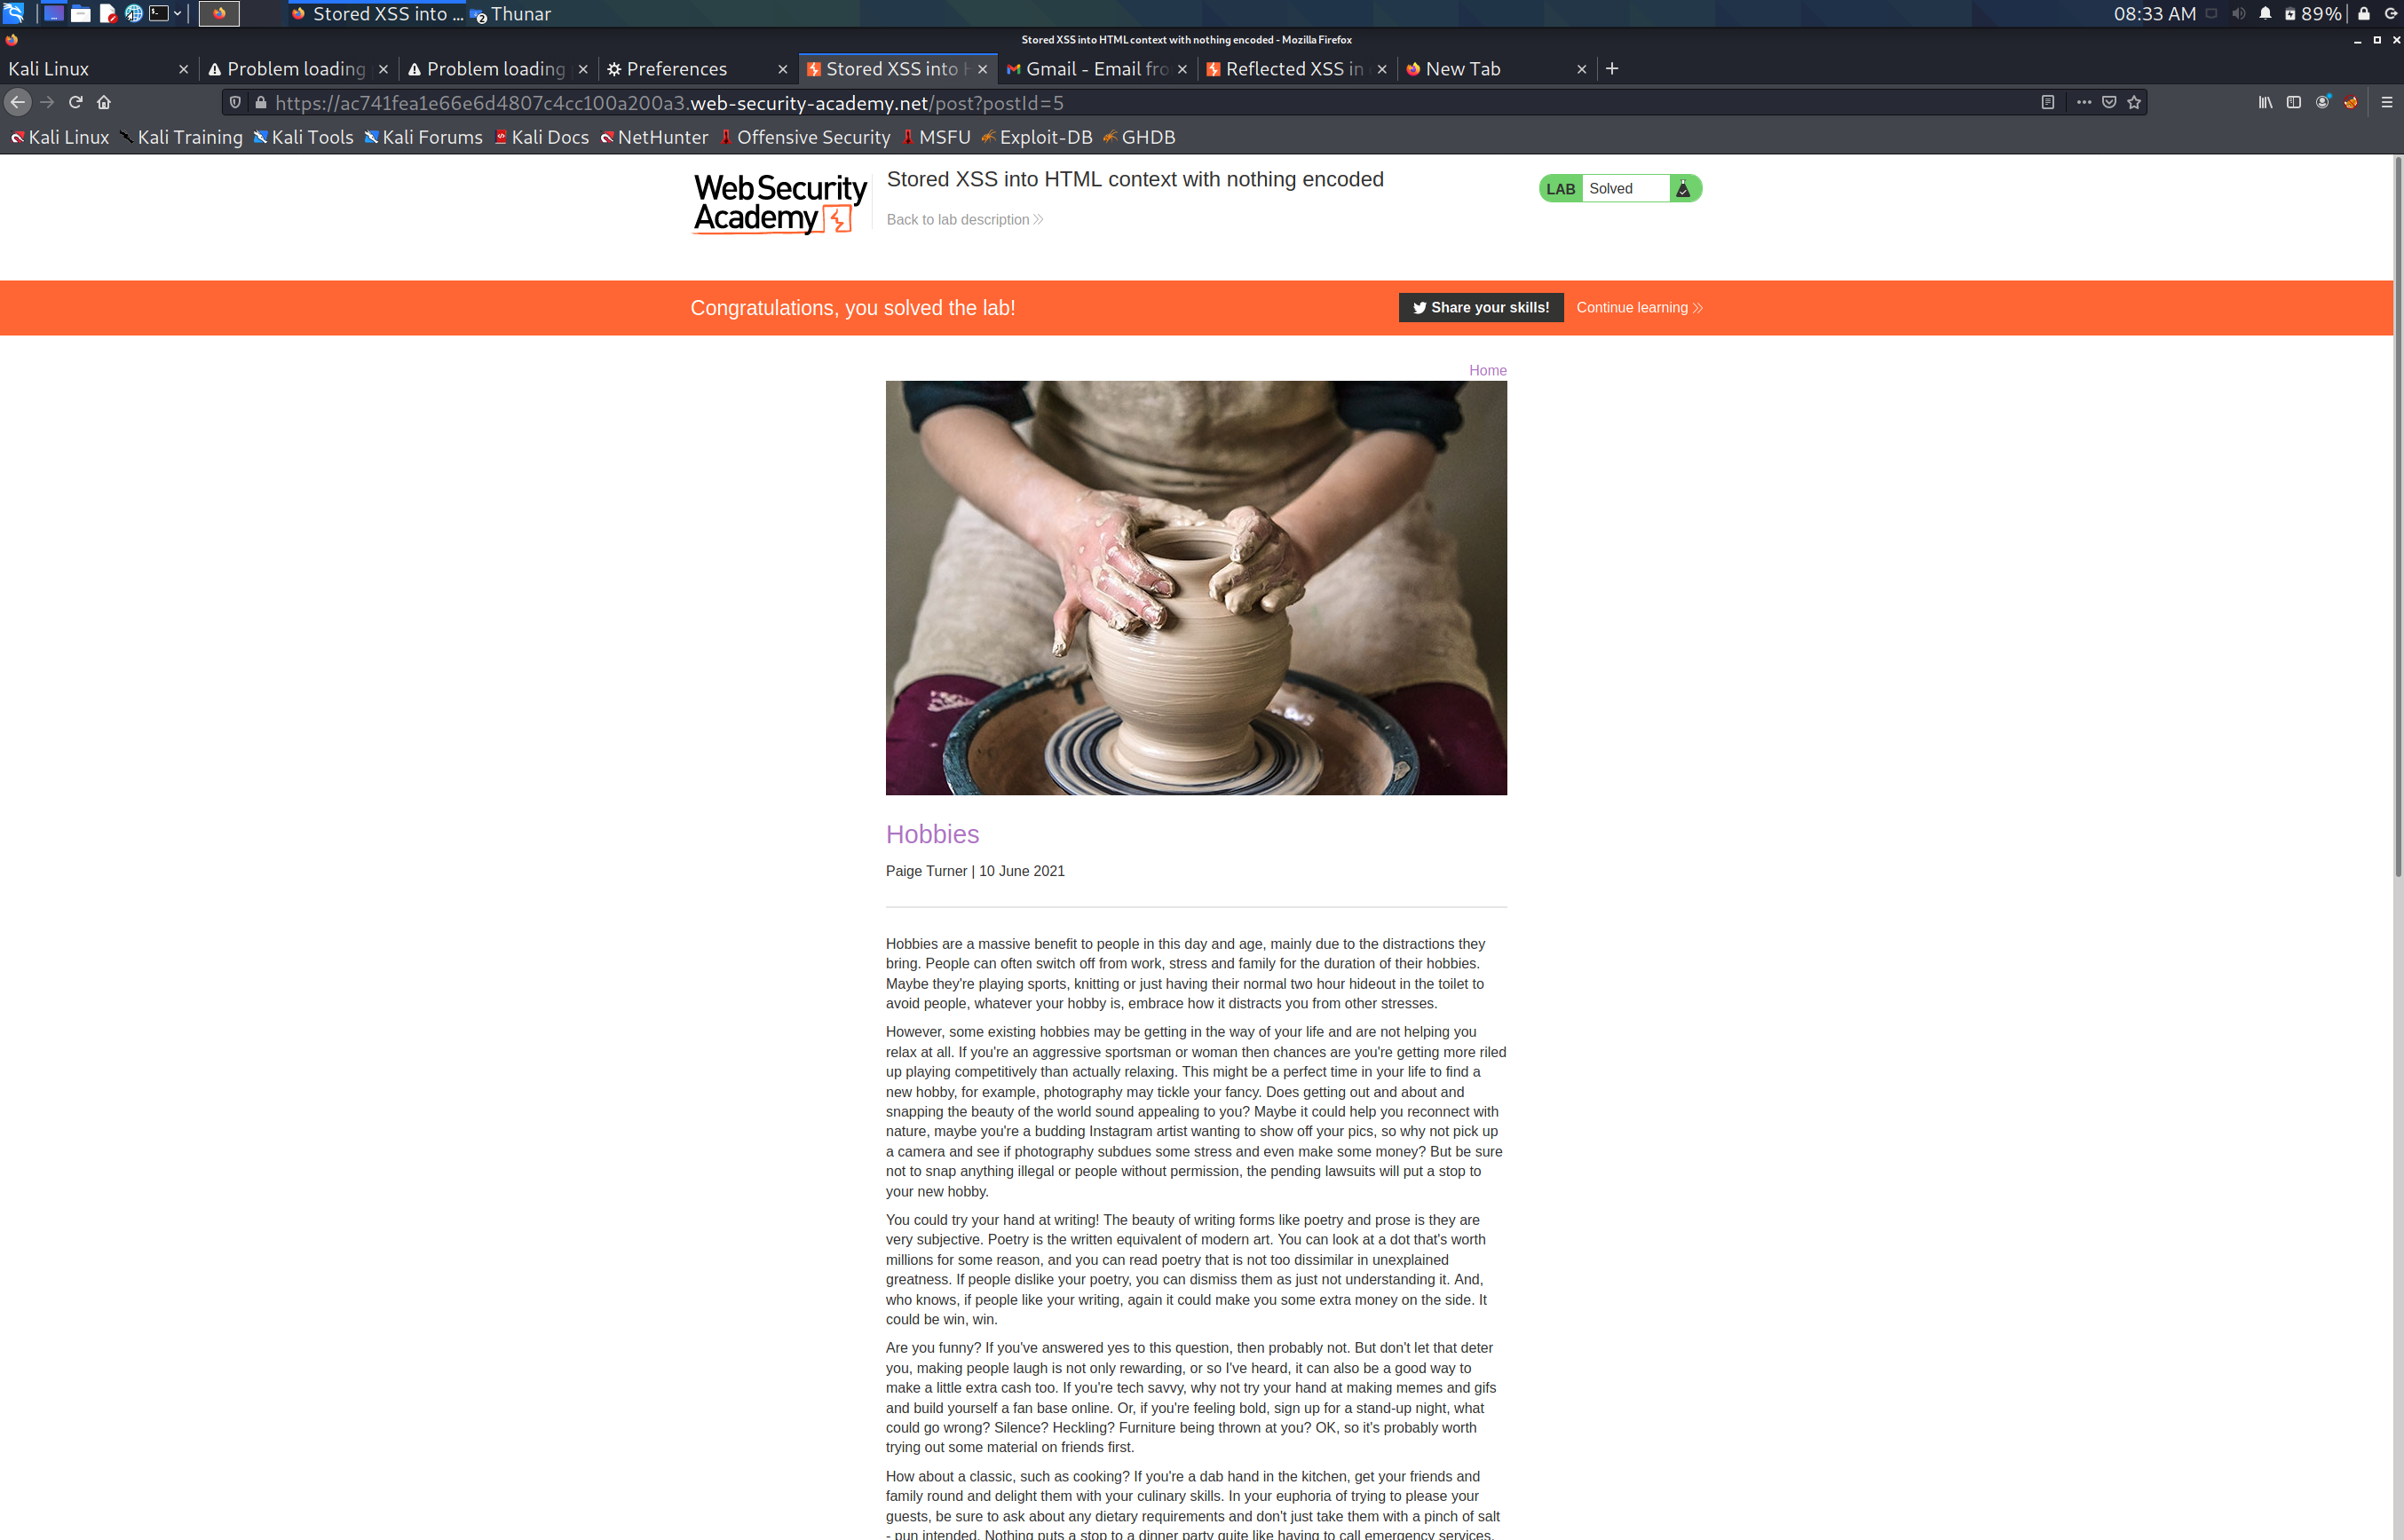 Stored XSS into ... Thunar 08:33 AM 89%
2
Stored XSS into HTML context with nothing encoded - Mozilla Firefox
Kali Linux Problem loading Problem loading Preferences Stored XSS into H Gmail - Email fro Reflected XSS in New Tab
https://ac741fea1e66e6d4807c4cc100a200a3.web-security-academy.net/post?postId=5
Kali Linux Kali Training Kali Tools Kali Forums Kali Docs NetHunter Offensive Security MSFU Exploit-DB GHDB
Web Security
Academy
Stored XSS into HTML context with nothing encoded
Back to lab description
LAB Solved
Congratulations, you solved the lab! Share your skills! Continue learning
Home
Hobbies
Paige Turner | 10 June 2021
Hobbies are a massive benefit to people in this day and age, mainly due to the distractions they
bring. People can often switch off from work, stress and family for the duration of their hobbies.
Maybe they're playing sports, knitting or just having their normal two hour hideout in the toilet to
avoid people, whatever your hobby is, embrace how it distracts you from other stresses.
However, some existing hobbies may be getting in the way of your life and are not helping you
relax at all. If you're an aggressive sportsman or woman then chances are you're getting more riled
up playing competitively than actually relaxing. This might be a perfect time in your life to find a
new hobby, for example, photography may tickle your fancy. Does getting out and about and
snapping the beauty of the world sound appealing to you? Maybe it could help you reconnect with
nature, maybe you're a budding Instagram artist wanting to show off your pics, so why not pick up
a camera and see if photography subdues some stress and even make some money? But be sure
not to snap anything illegal or people without permission, the pending lawsuits will put a stop to
your new hobby.
You could try your hand at writing! The beauty of writing forms like poetry and prose is they are
very subjective. Poetry is the written equivalent of modern art. You can look at a dot that's worth
millions for some reason, and you can read poetry that is not too dissimilar in unexplained
greatness. If people dislike your poetry, you can dismiss them as just not understanding it. And,
who knows, if people like your writing, again it could make you some extra money on the side. It
could be win, win.
Are you funny? If you've answered yes to this question, then probably not. But don't let that deter
you, making people laugh is not only rewarding, or so I've heard, it can also be a good way to
make a little extra cash too. If you're tech savvy, why not try your hand at making memes and gifs
and build yourself a fan base online. Or, if you're feeling bold, sign up for a stand-up night, what
could go wrong? Silence? Heckling? Furniture being thrown at you? OK, so it's probably worth
trying out some material on friends first.
How about a classic, such as cooking? If you're a dab hand in the kitchen, get your friends and
family round and delight them with your culinary skills. In your euphoria of trying to please your
guests, be sure to ask about any dietary requirements and don't just take them with a pinch of salt
- pun intended. Nothing puts a stop to a dinner party quite like having to call emergency services.